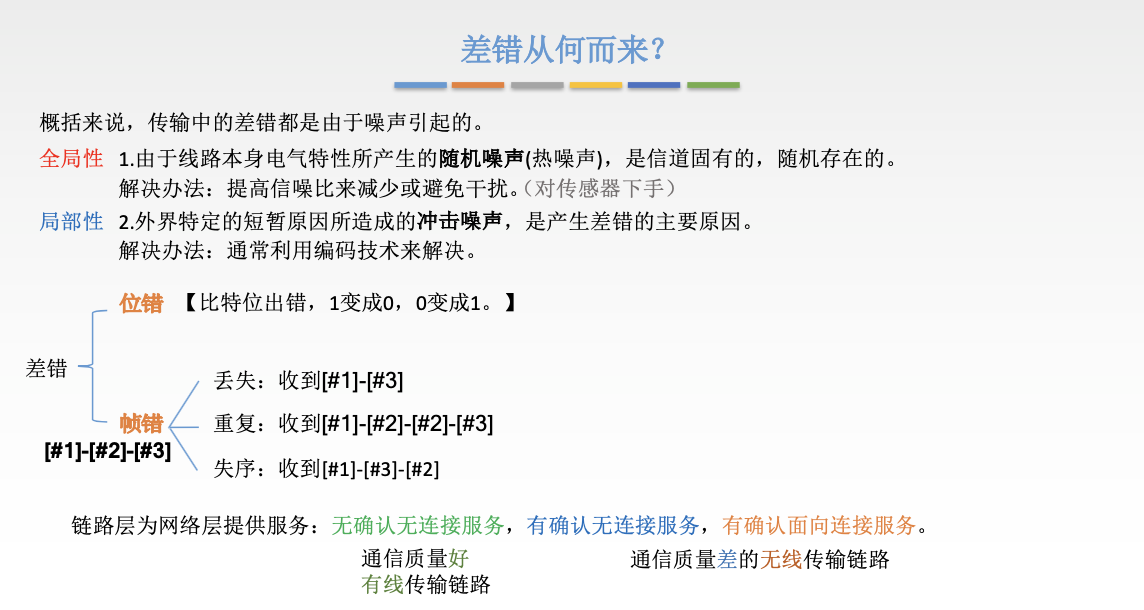 差错从何而来？
概括来说，传输中的差错都是由于噪声引起的。
全局性 1.由于线路本身电气特性所产生的随机噪声(热噪声)，是信道固有的，随机存在的。
解决办法：提高信噪比来减少或避免干扰。（对传感器下手）
局部性 2.外界特定的短暂原因所造成的冲击噪声，是产生差错的主要原因。
解决办法：通常利用编码技术来解决。
位错 【比特位出错，1变成0，0变成1。】
差错
丢失：收到[#1]-[#3]
帧错
重复：收到[#1]-[#2]-[#2]-[#3]
[#1]-[#2]-[#3]
失序：收到[#1]-[#3]-[#2]
链路层为网络层提供服务：无确认无连接服务，有确认无连接服务，有确认面向连接服务。
通信质量好
有线传输链路
通信质量差的无线传输链路